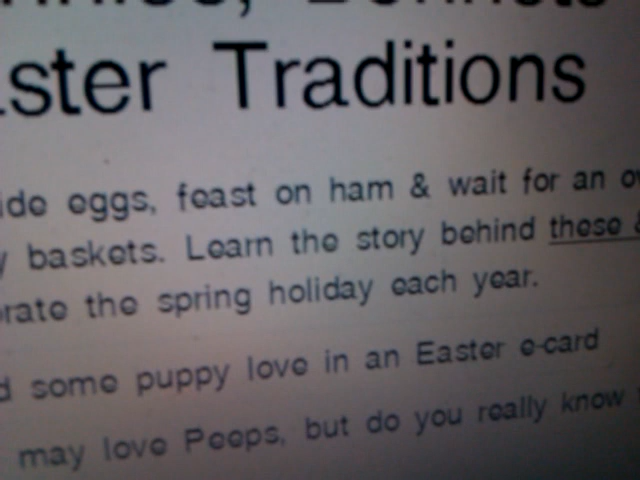 Traditions
eggs, feast on ham & wait for an
baskets. Learn the story behind these
the spring holiday each year.
some puppy love in an Easter e-card
may love Peeps, but do you really know